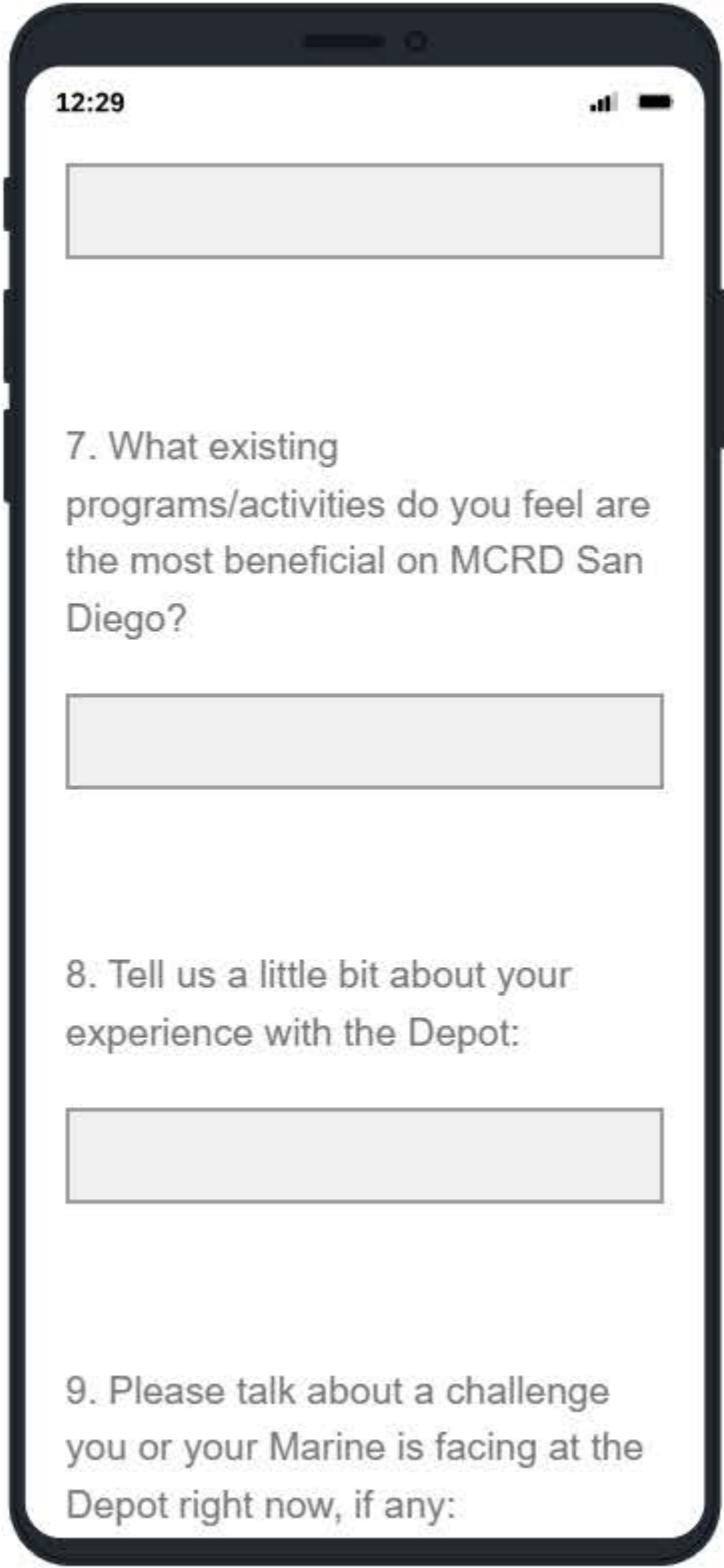 12:29
7. What existing
programs/activities do you feel are
the most beneficial on MCRD San
Diego?
8. Tell us a little bit about your
experience with the Depot:
9. Please talk about a challenge
you or your Marine is facing at the
Depot right now, if any: